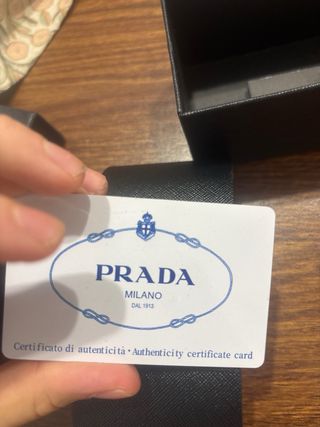 PRADA
MILANO
DAL 1913
Certificato di autenticità · Authenticity certificate card